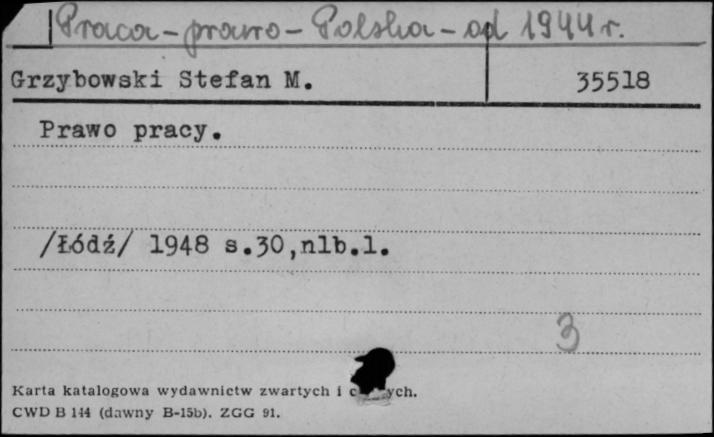 Praca - prawo - Polska - od 1944 r.
Grzybowski Stefan M. 35518
Prawo pracy.
/Łódź/ 1948 s.30,nlb.1.
3
Karta katalogowa wydawnictw zwartych i
CWD B 144 (dawny B-15b). ZGG 91.